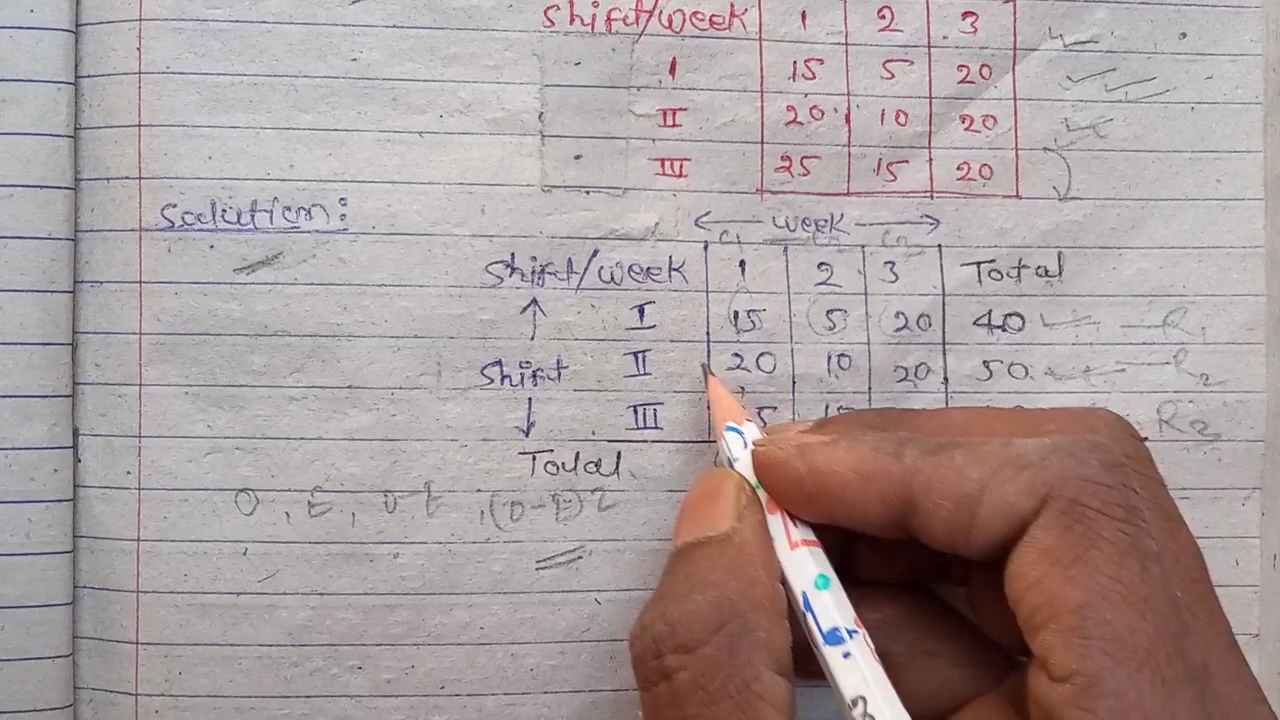 Shift/week 1 2 3
I 15 5 20
II 20 10 20
III 25 15 20
Solution:
← week →
Shift/week 1 2 3 Total
I 15 5 20 40 R1
Shift II 20 10 20 50 R2
III 5 R3
Total
O, E, O-E, (O-E)2